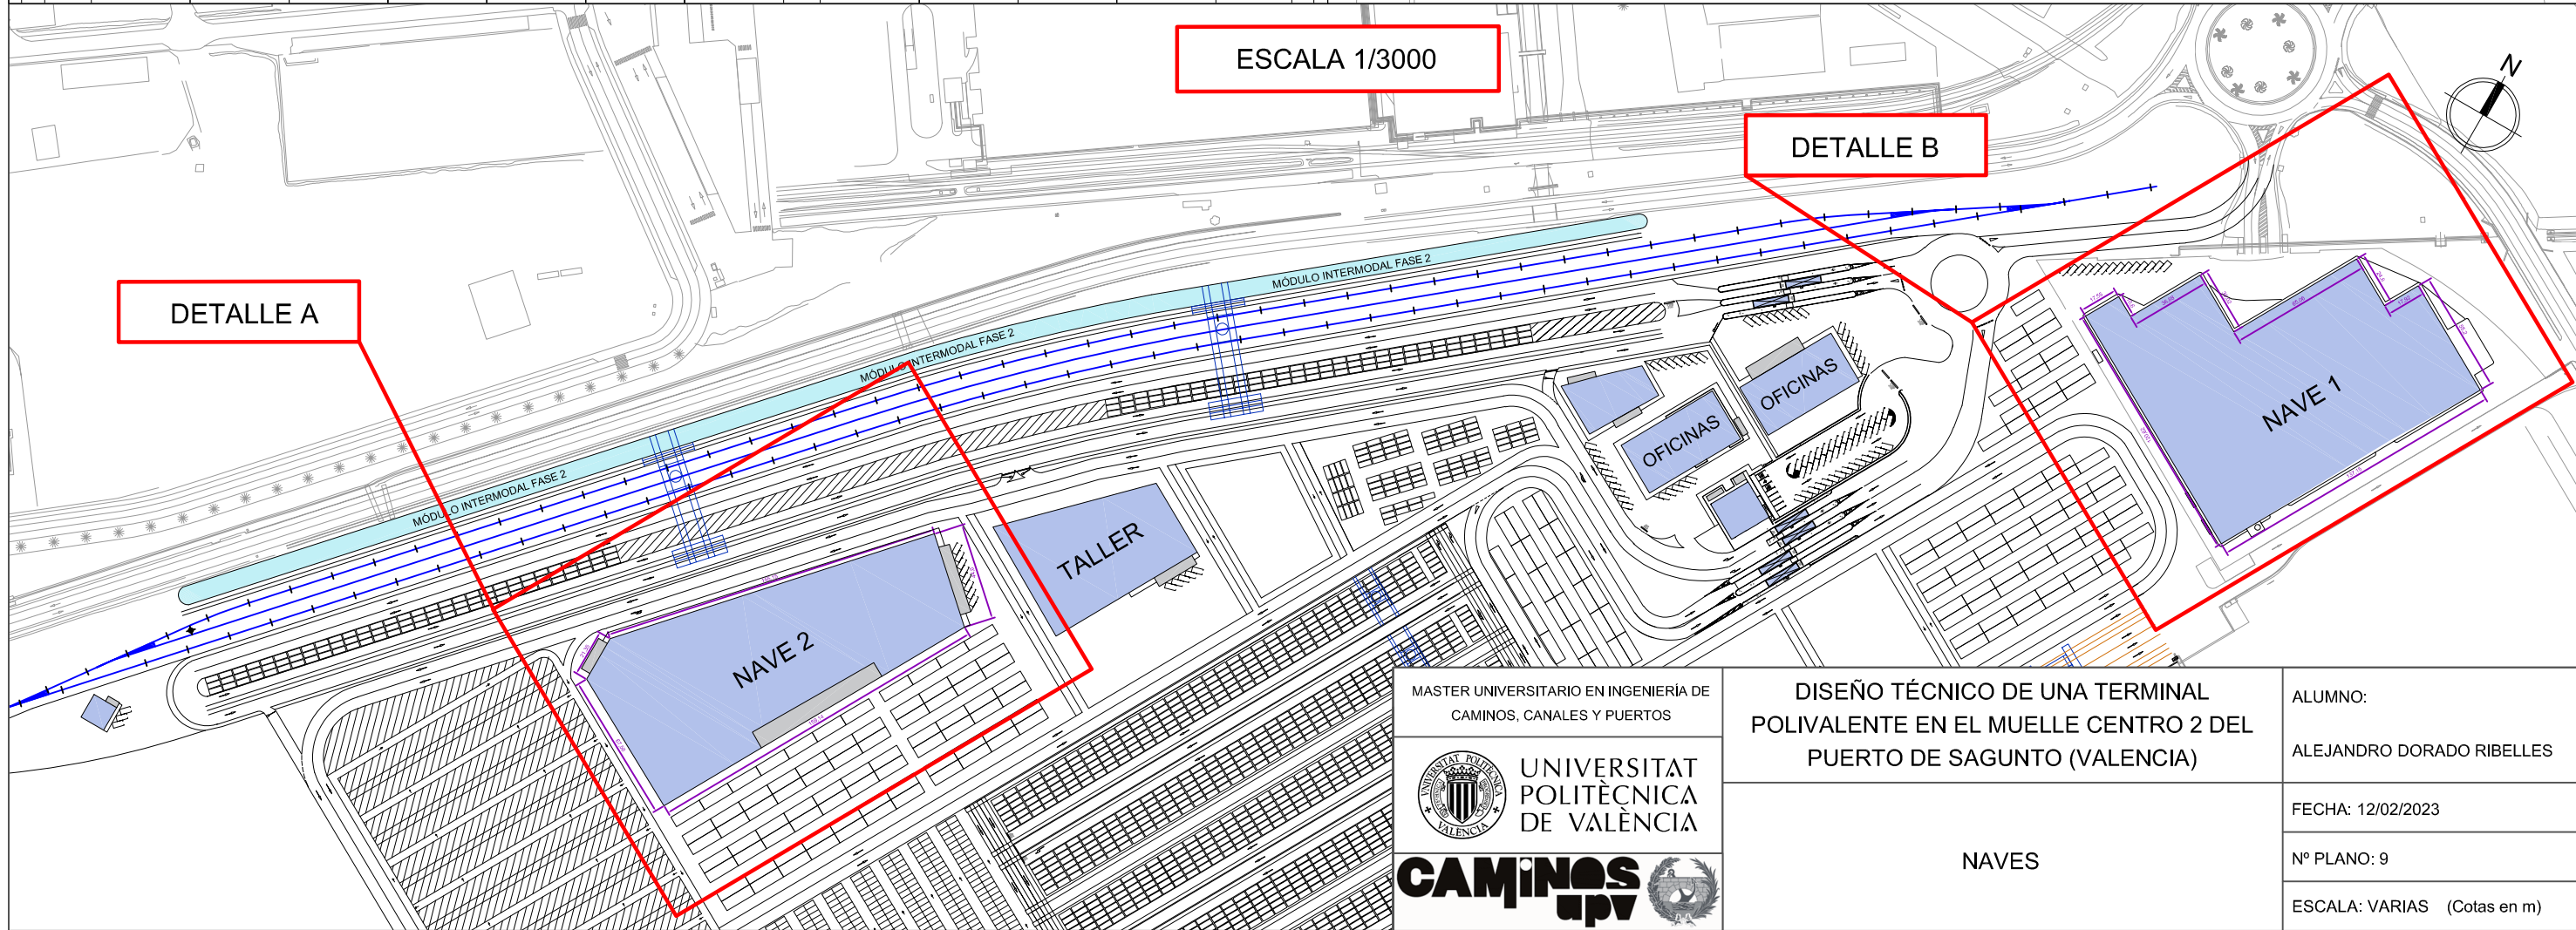 ESCALA 1/3000
N
DETALLE B
DETALLE A
MÓDULO INTERMODAL FASE 2
MÓDULO INTERMODAL FASE 2
MÓDULO INTERMODAL FASE 2
OFICINAS
OFICINAS
NAVE 1
TALLER
NAVE 2
MASTER UNIVERSITARIO EN INGENIERÍA DE
CAMINOS, CANALES Y PUERTOS
UNIVERSITAT
POLITÈCNICA
DE VALÈNCIA
CAMINOS
upv
DISEÑO TÉCNICO DE UNA TERMINAL
POLIVALENTE EN EL MUELLE CENTRO 2 DEL
PUERTO DE SAGUNTO (VALENCIA)
NAVES
ALUMNO:
ALEJANDRO DORADO RIBELLES
FECHA: 12/02/2023
Nº PLANO: 9
ESCALA: VARIAS (Cotas en m)